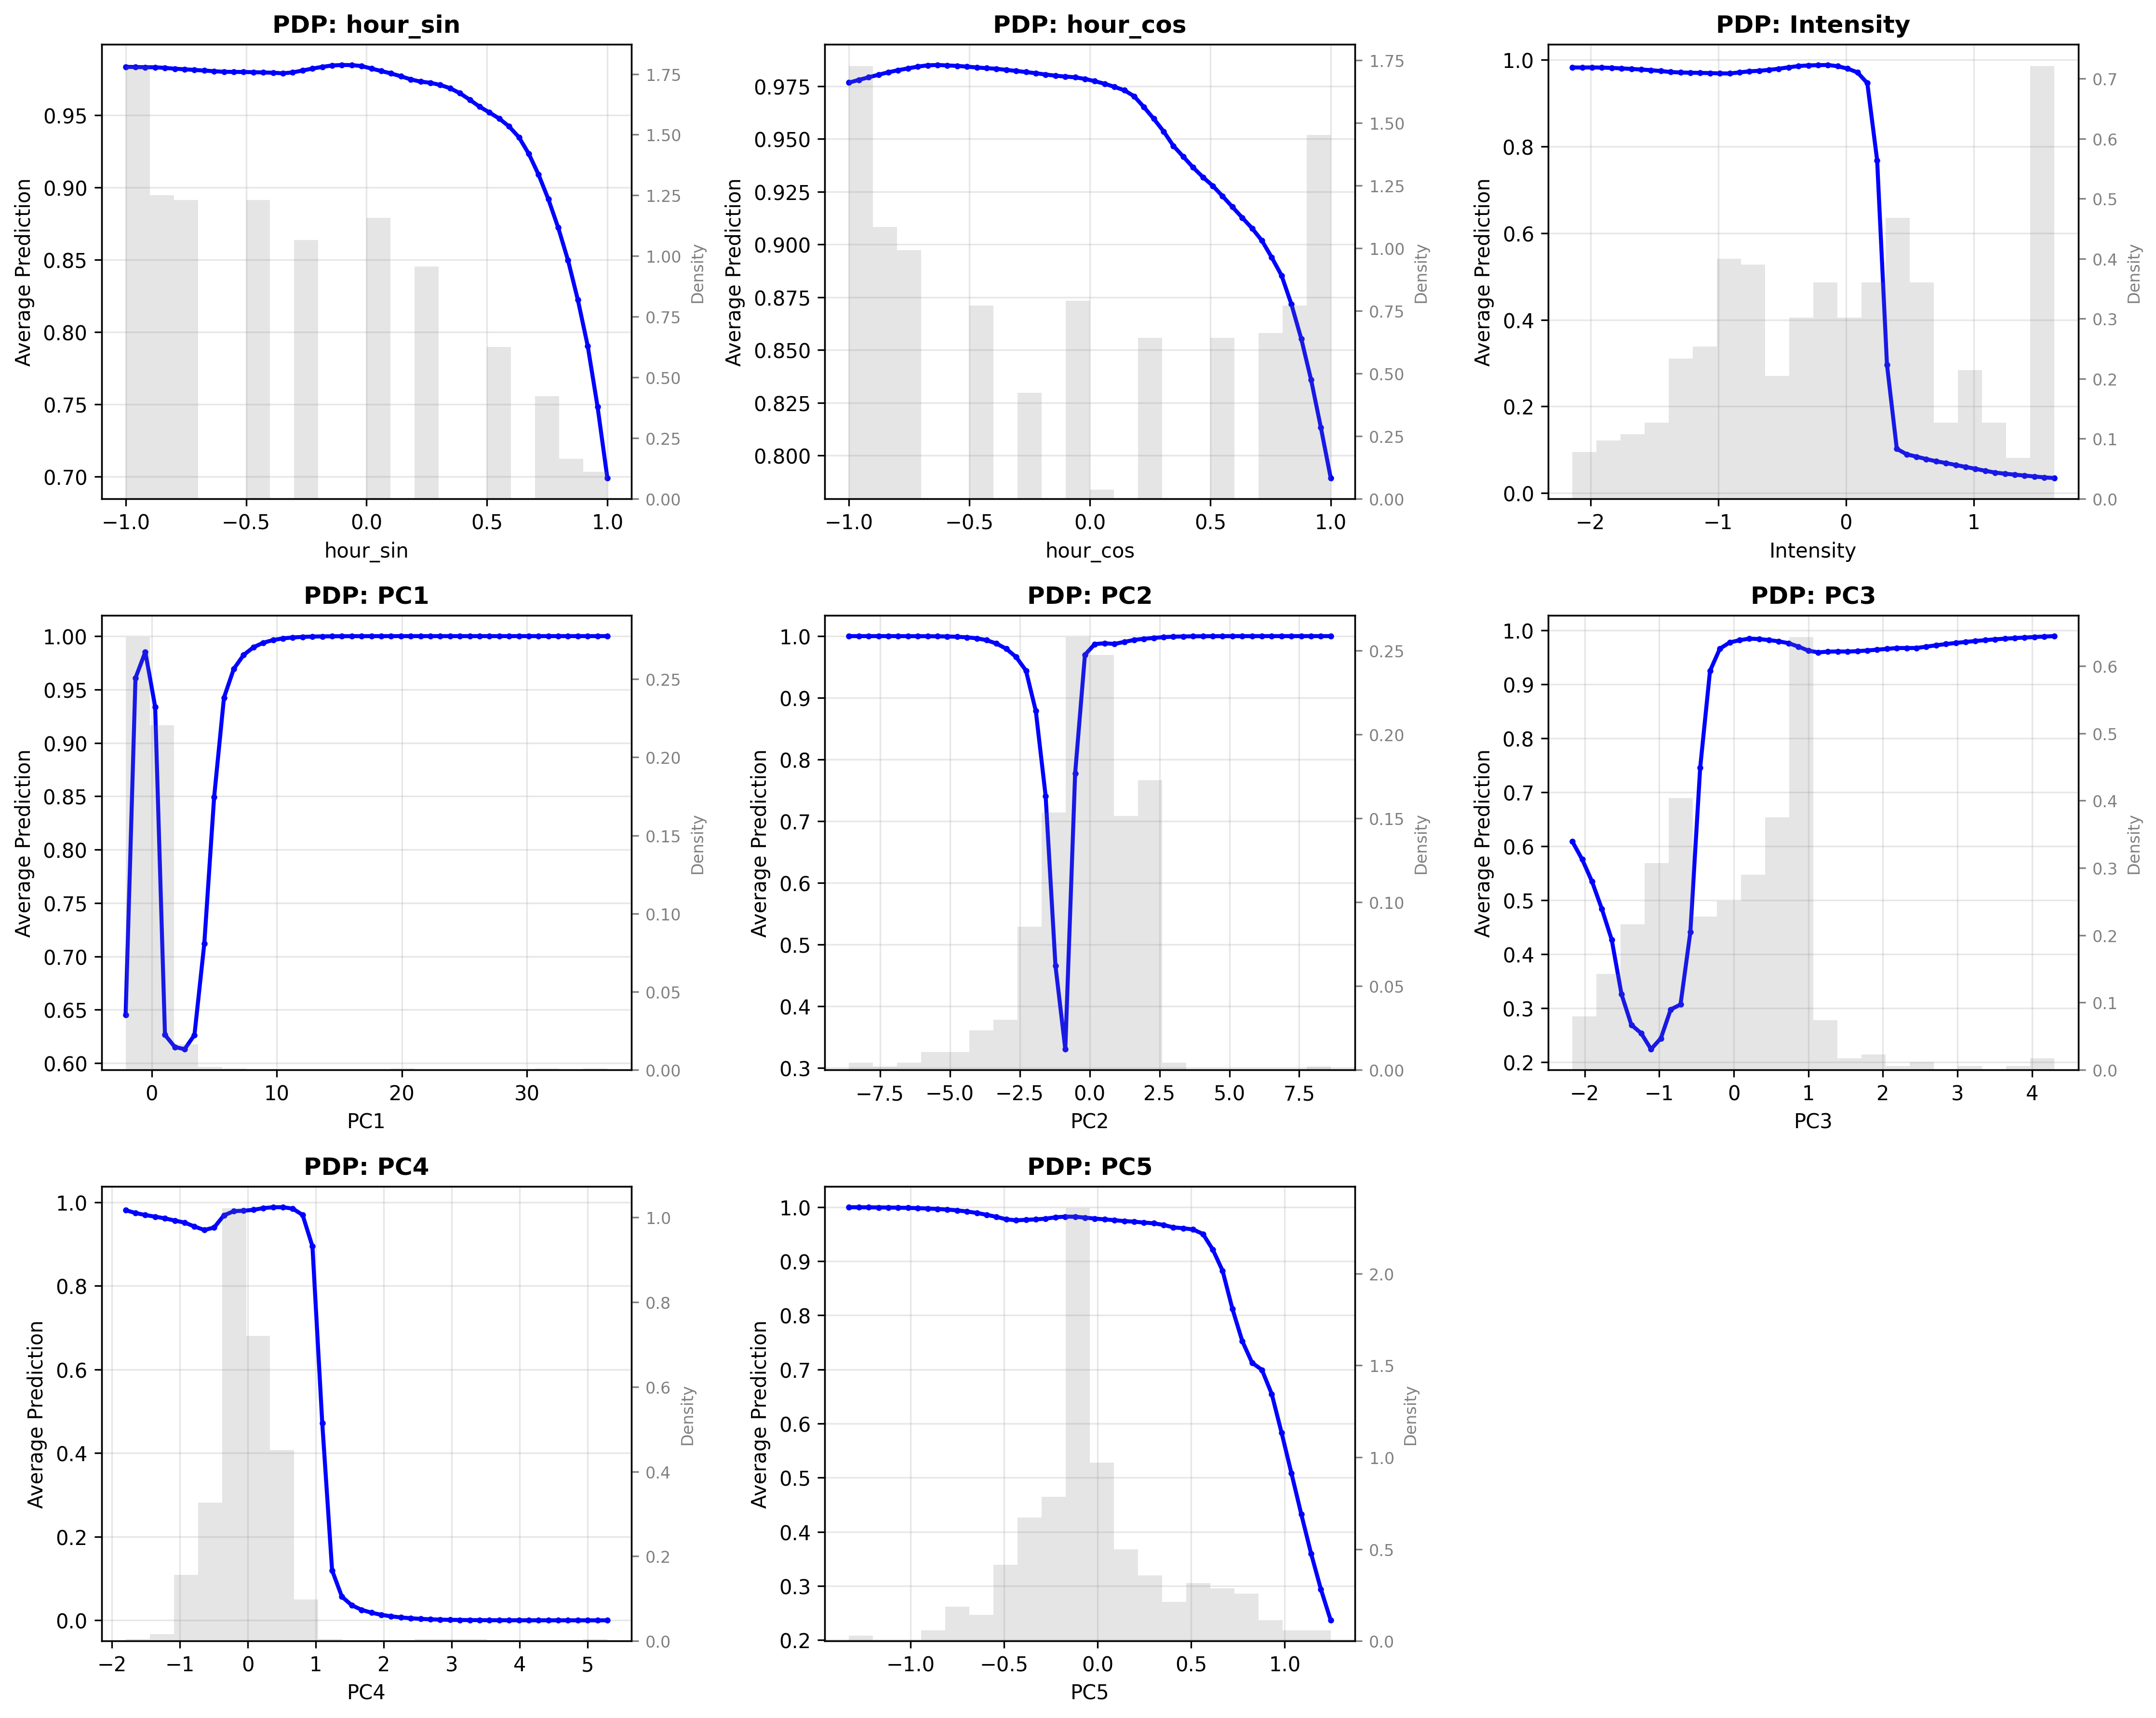 PDP: hour_sin
Average Prediction
0.95
0.90
0.85
0.80
0.75
0.70
1.75
1.50
1.25
1.00
0.75
0.50
0.25
0.00
Density
−1.0 −0.5 0.0 0.5 1.0
hour_sin
PDP: hour_cos
Average Prediction
0.975
0.950
0.925
0.900
0.875
0.850
0.825
0.800
1.75
1.50
1.25
1.00
0.75
0.50
0.25
0.00
Density
−1.0 −0.5 0.0 0.5 1.0
hour_cos
PDP: Intensity
Average Prediction
1.0
0.8
0.6
0.4
0.2
0.0
0.7
0.6
0.5
0.4
0.3
0.2
0.1
0.0
Density
−2 −1 0 1
Intensity
PDP: PC1
Average Prediction
1.00
0.95
0.90
0.85
0.80
0.75
0.70
0.65
0.60
0.25
0.20
0.15
0.10
0.05
0.00
Density
0 10 20 30
PC1
PDP: PC2
Average Prediction
1.0
0.9
0.8
0.7
0.6
0.5
0.4
0.3
0.25
0.20
0.15
0.10
0.05
0.00
Density
−7.5 −5.0 −2.5 0.0 2.5 5.0 7.5
PC2
PDP: PC3
Average Prediction
1.0
0.9
0.8
0.7
0.6
0.5
0.4
0.3
0.2
0.6
0.5
0.4
0.3
0.2
0.1
0.0
Density
−2 −1 0 1 2 3 4
PC3
PDP: PC4
Average Prediction
1.0
0.8
0.6
0.4
0.2
0.0
1.0
0.8
0.6
0.4
0.2
0.0
Density
−2 −1 0 1 2 3 4 5
PC4
PDP: PC5
Average Prediction
1.0
0.9
0.8
0.7
0.6
0.5
0.4
0.3
0.2
2.0
1.5
1.0
0.5
0.0
Density
−1.0 −0.5 0.0 0.5 1.0
PC5